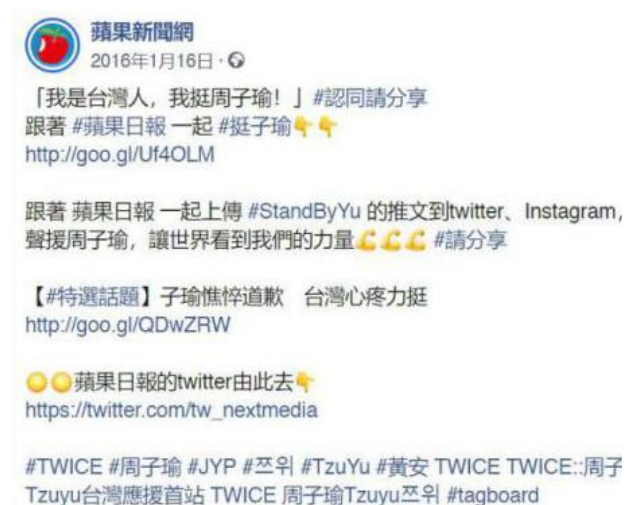 蘋果新聞網
2016年1月16日 ·
「我是台灣人，我挺周子瑜！」#認同請分享
跟著 #蘋果日報 一起 #挺子瑜👇👇
http://goo.gl/Uf4OLM
跟著 蘋果日報 一起上傳 #StandByYu 的推文到twitter、Instagram，
聲援周子瑜，讓世界看到我們的力量💪💪💪 #請分享
【#特選話題】子瑜憔悴道歉　台灣心疼力挺
http://goo.gl/QDwZRW
🌕🌕蘋果日報的twitter由此去👇
https://twitter.com/tw_nextmedia
#TWICE #周子瑜 #JYP #쯔위 #TzuYu #黃安 TWICE TWICE::周子
Tzuyu台灣應援首站 TWICE 周子瑜Tzuyu쯔위 #tagboard